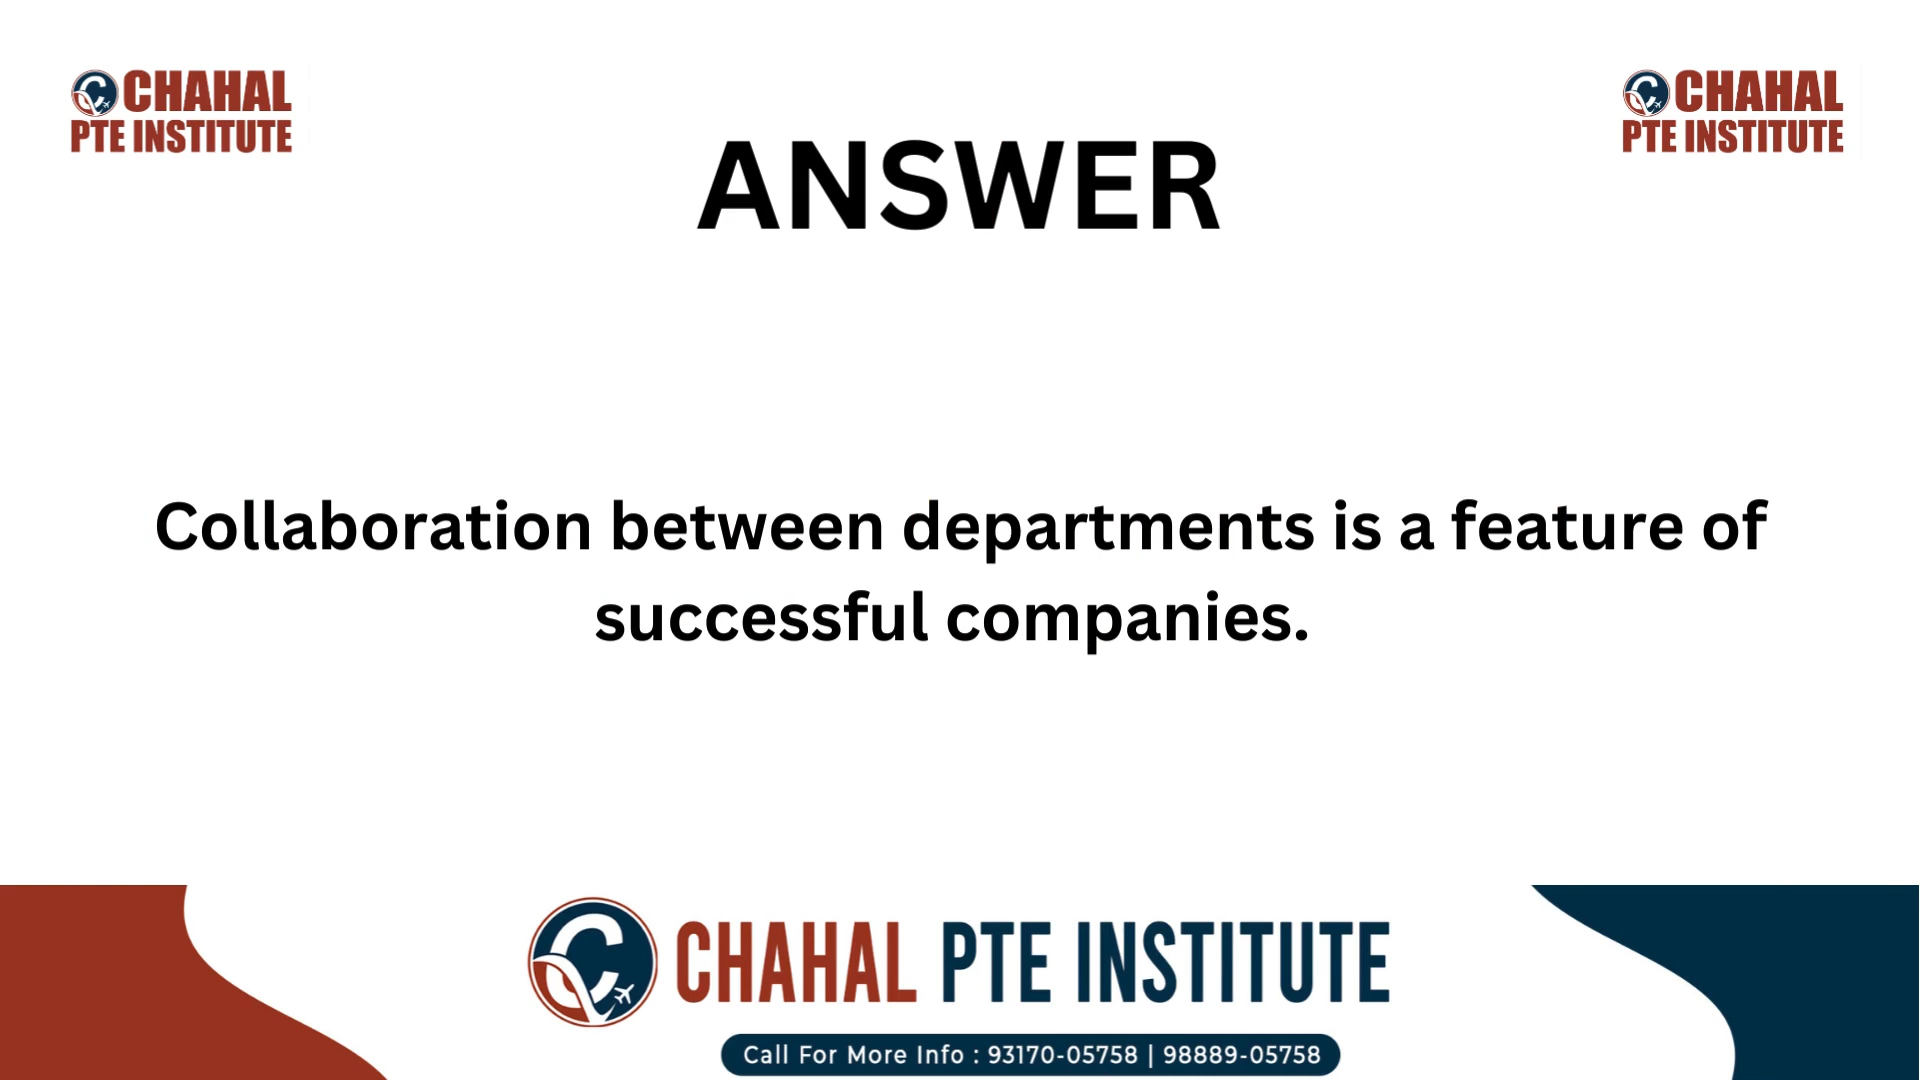 CHAHAL
PTE INSTITUTE
CHAHAL
PTE INSTITUTE
ANSWER
Collaboration between departments is a feature of
successful companies.
CHAHAL PTE INSTITUTE
Call For More Info : 93170-05758 | 98889-05758